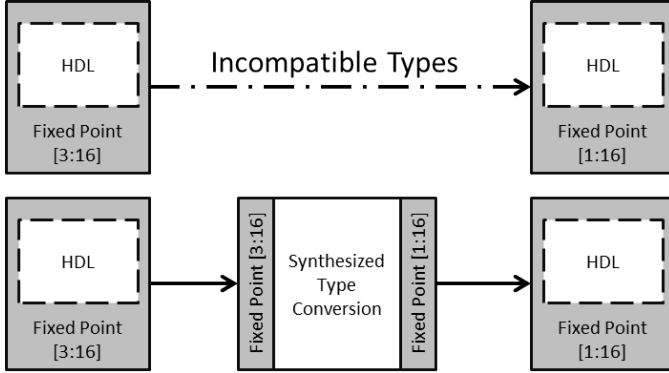 HDL
Fixed Point
[3:16]
Incompatible Types
HDL
Fixed Point
[1:16]
HDL
Fixed Point
[3:16]
Fixed Point [3:16]
Synthesized
Type
Conversion
Fixed Point [1:16]
HDL
Fixed Point
[1:16]